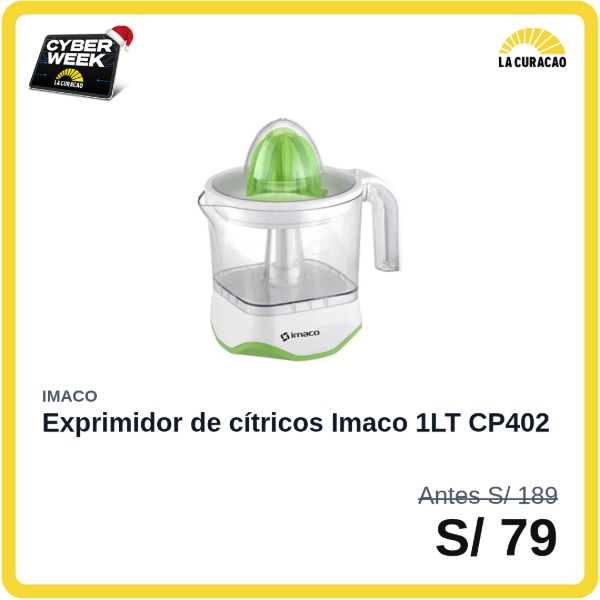 CYBER
WEEK
LA CURACAO
LA CURACAO
imaco
IMACO
Exprimidor de cítricos Imaco 1LT CP402
Antes S/ 189
S/ 79